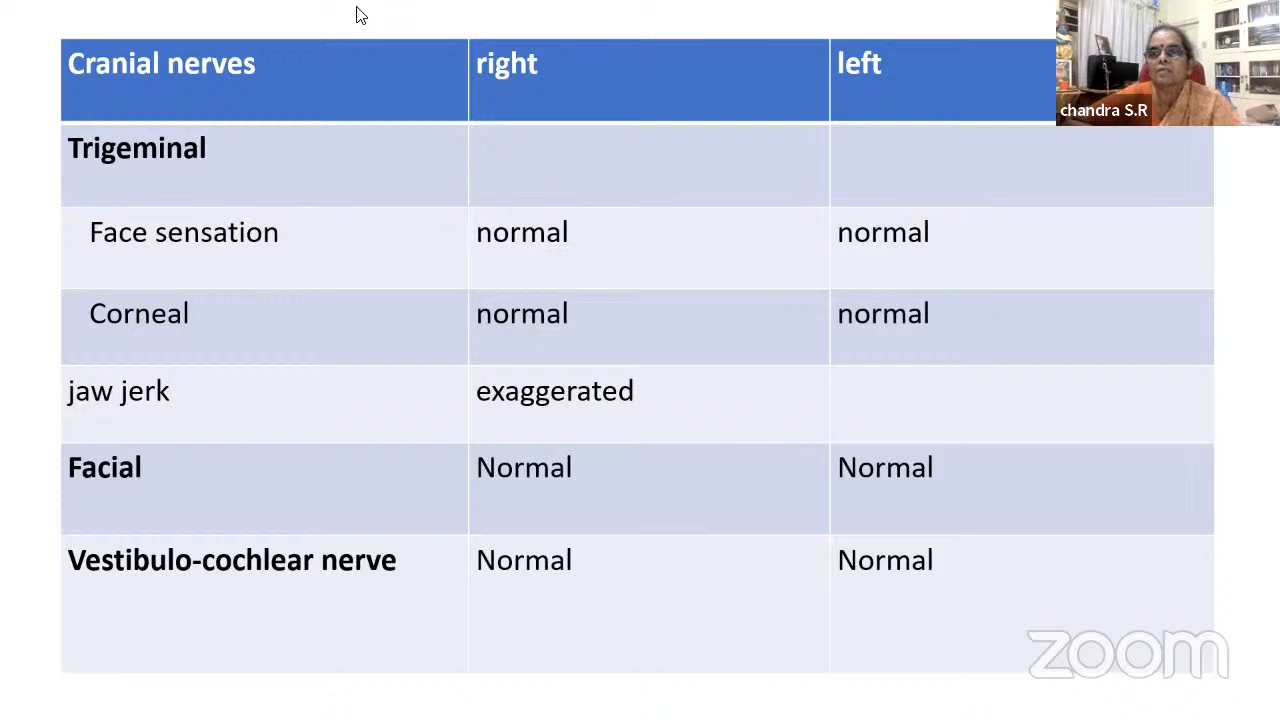 Cranial nerves right left
chandra S.R
Trigeminal
Face sensation normal normal
Corneal normal normal
jaw jerk exaggerated
Facial Normal Normal
Vestibulo-cochlear nerve Normal Normal
zoom